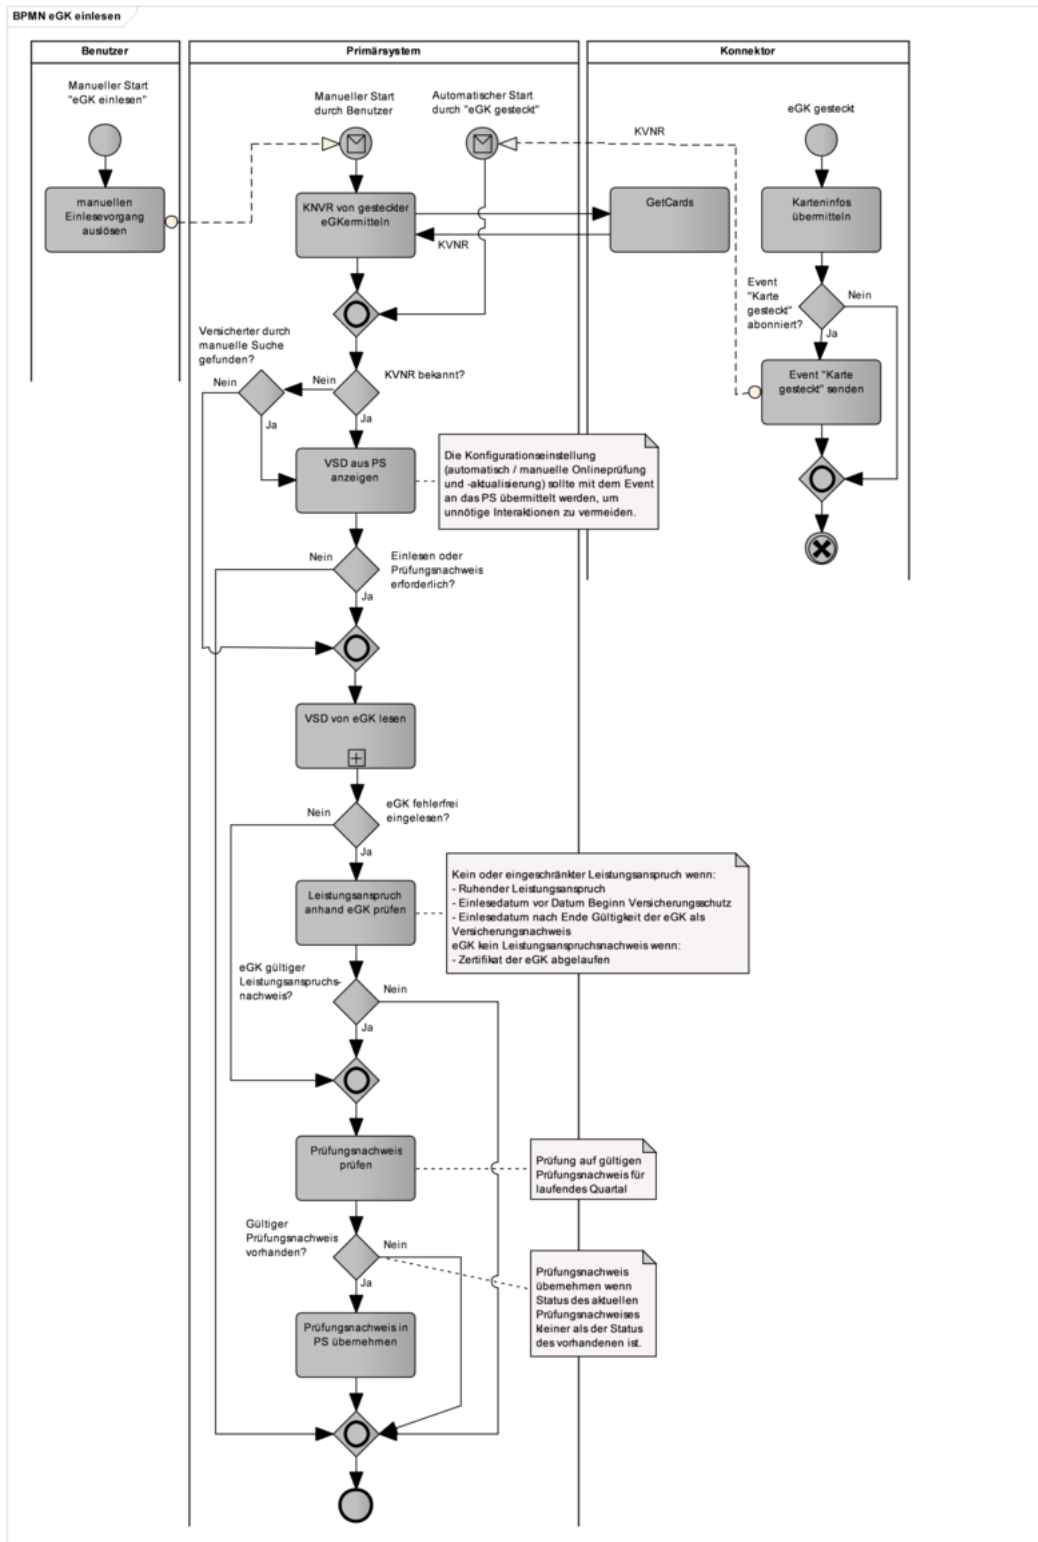 BPMN eGK einlesen
Benutzer
Primärsystem
Konnektor
Manueller Start
"eGK einlesen"
manuellen
Einlesevorgang
auslösen
Manueller Start
durch Benutzer
Automatischer Start
durch "eGK gesteckt"
KVNR
eGK gesteckt
KNVR von gesteckter
eGKermitteln
GetCards
KVNR
Karteninfos
übermitteln
Event
"Karte
gesteckt"
abonniert?
Nein
Ja
Event "Karte
gesteckt" senden
Versicherter durch
manuelle Suche
gefunden?
Nein
Ja
Nein
KVNR bekannt?
Ja
VSD aus PS
anzeigen
Die Konfigurationseinstellung
(automatisch / manuelle Onlineprüfung
und -aktualisierung) sollte mit dem Event
an das PS übermittelt werden, um
unnötige Interaktionen zu vermeiden.
Nein
Einlesen oder
Prüfungsnachweis
erforderlich?
Ja
VSD von eGK lesen
Nein
eGK fehlerfrei
eingelesen?
Ja
Leistungsanspruch
anhand eGK prüfen
Kein oder eingeschränkter Leistungsanspruch wenn:
- Ruhender Leistungsanspruch
- Einlesedatum vor Datum Beginn Versicherungsschutz
- Einlesedatum nach Ende Gültigkeit der eGK als
Versicherungsnachweis
eGK kein Leistungsanspruchsnachweis wenn:
- Zertifikat der eGK abgelaufen
eGK gültiger
Leistungsanspruchs-
nachweis?
Nein
Ja
Prüfungsnachweis
prüfen
Prüfung auf gültigen
Prüfungsnachweis für
laufendes Quartal
Gültiger
Prüfungsnachweis
vorhanden?
Nein
Ja
Prüfungsnachweis
übernehmen wenn
Status des aktuellen
Prüfungsnachweises
kleiner als der Status
des vorhandenen ist.
Prüfungsnachweis in
PS übernehmen